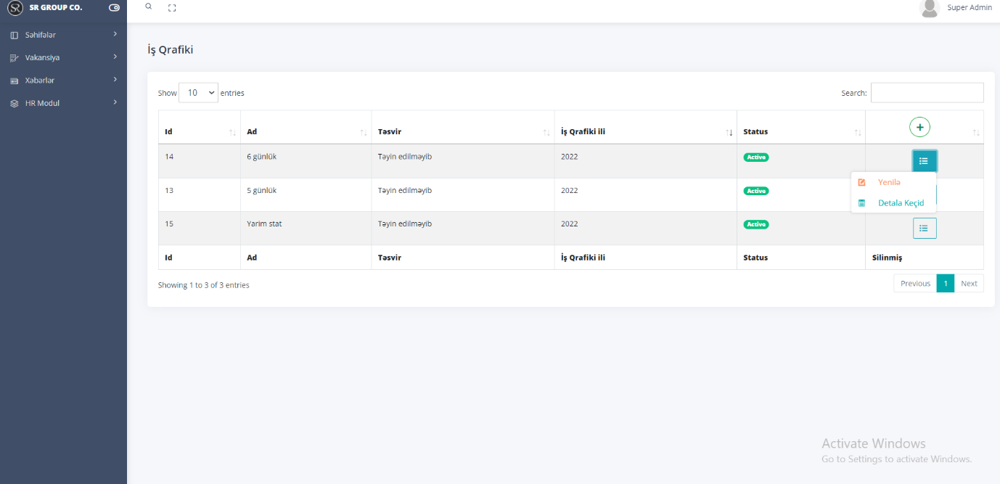 SR GROUP CO.
Super Admin
Səhifələr
Vakansiya
Xəbərlər
HR Modul
İş Qrafiki
Show 10 entries
Search:
Id Ad Təsvir İş Qrafiki ili Status
14 6 günlük Təyin edilməyib 2022 Active
Yenilə
13 5 günlük Təyin edilməyib 2022 Active
Detala Keçid
15 Yarim stat Təyin edilməyib 2022 Active
Id Ad Təsvir İş Qrafiki ili Status Silinmiş
Showing 1 to 3 of 3 entries
Previous 1 Next
Activate Windows
Go to Settings to activate Windows.